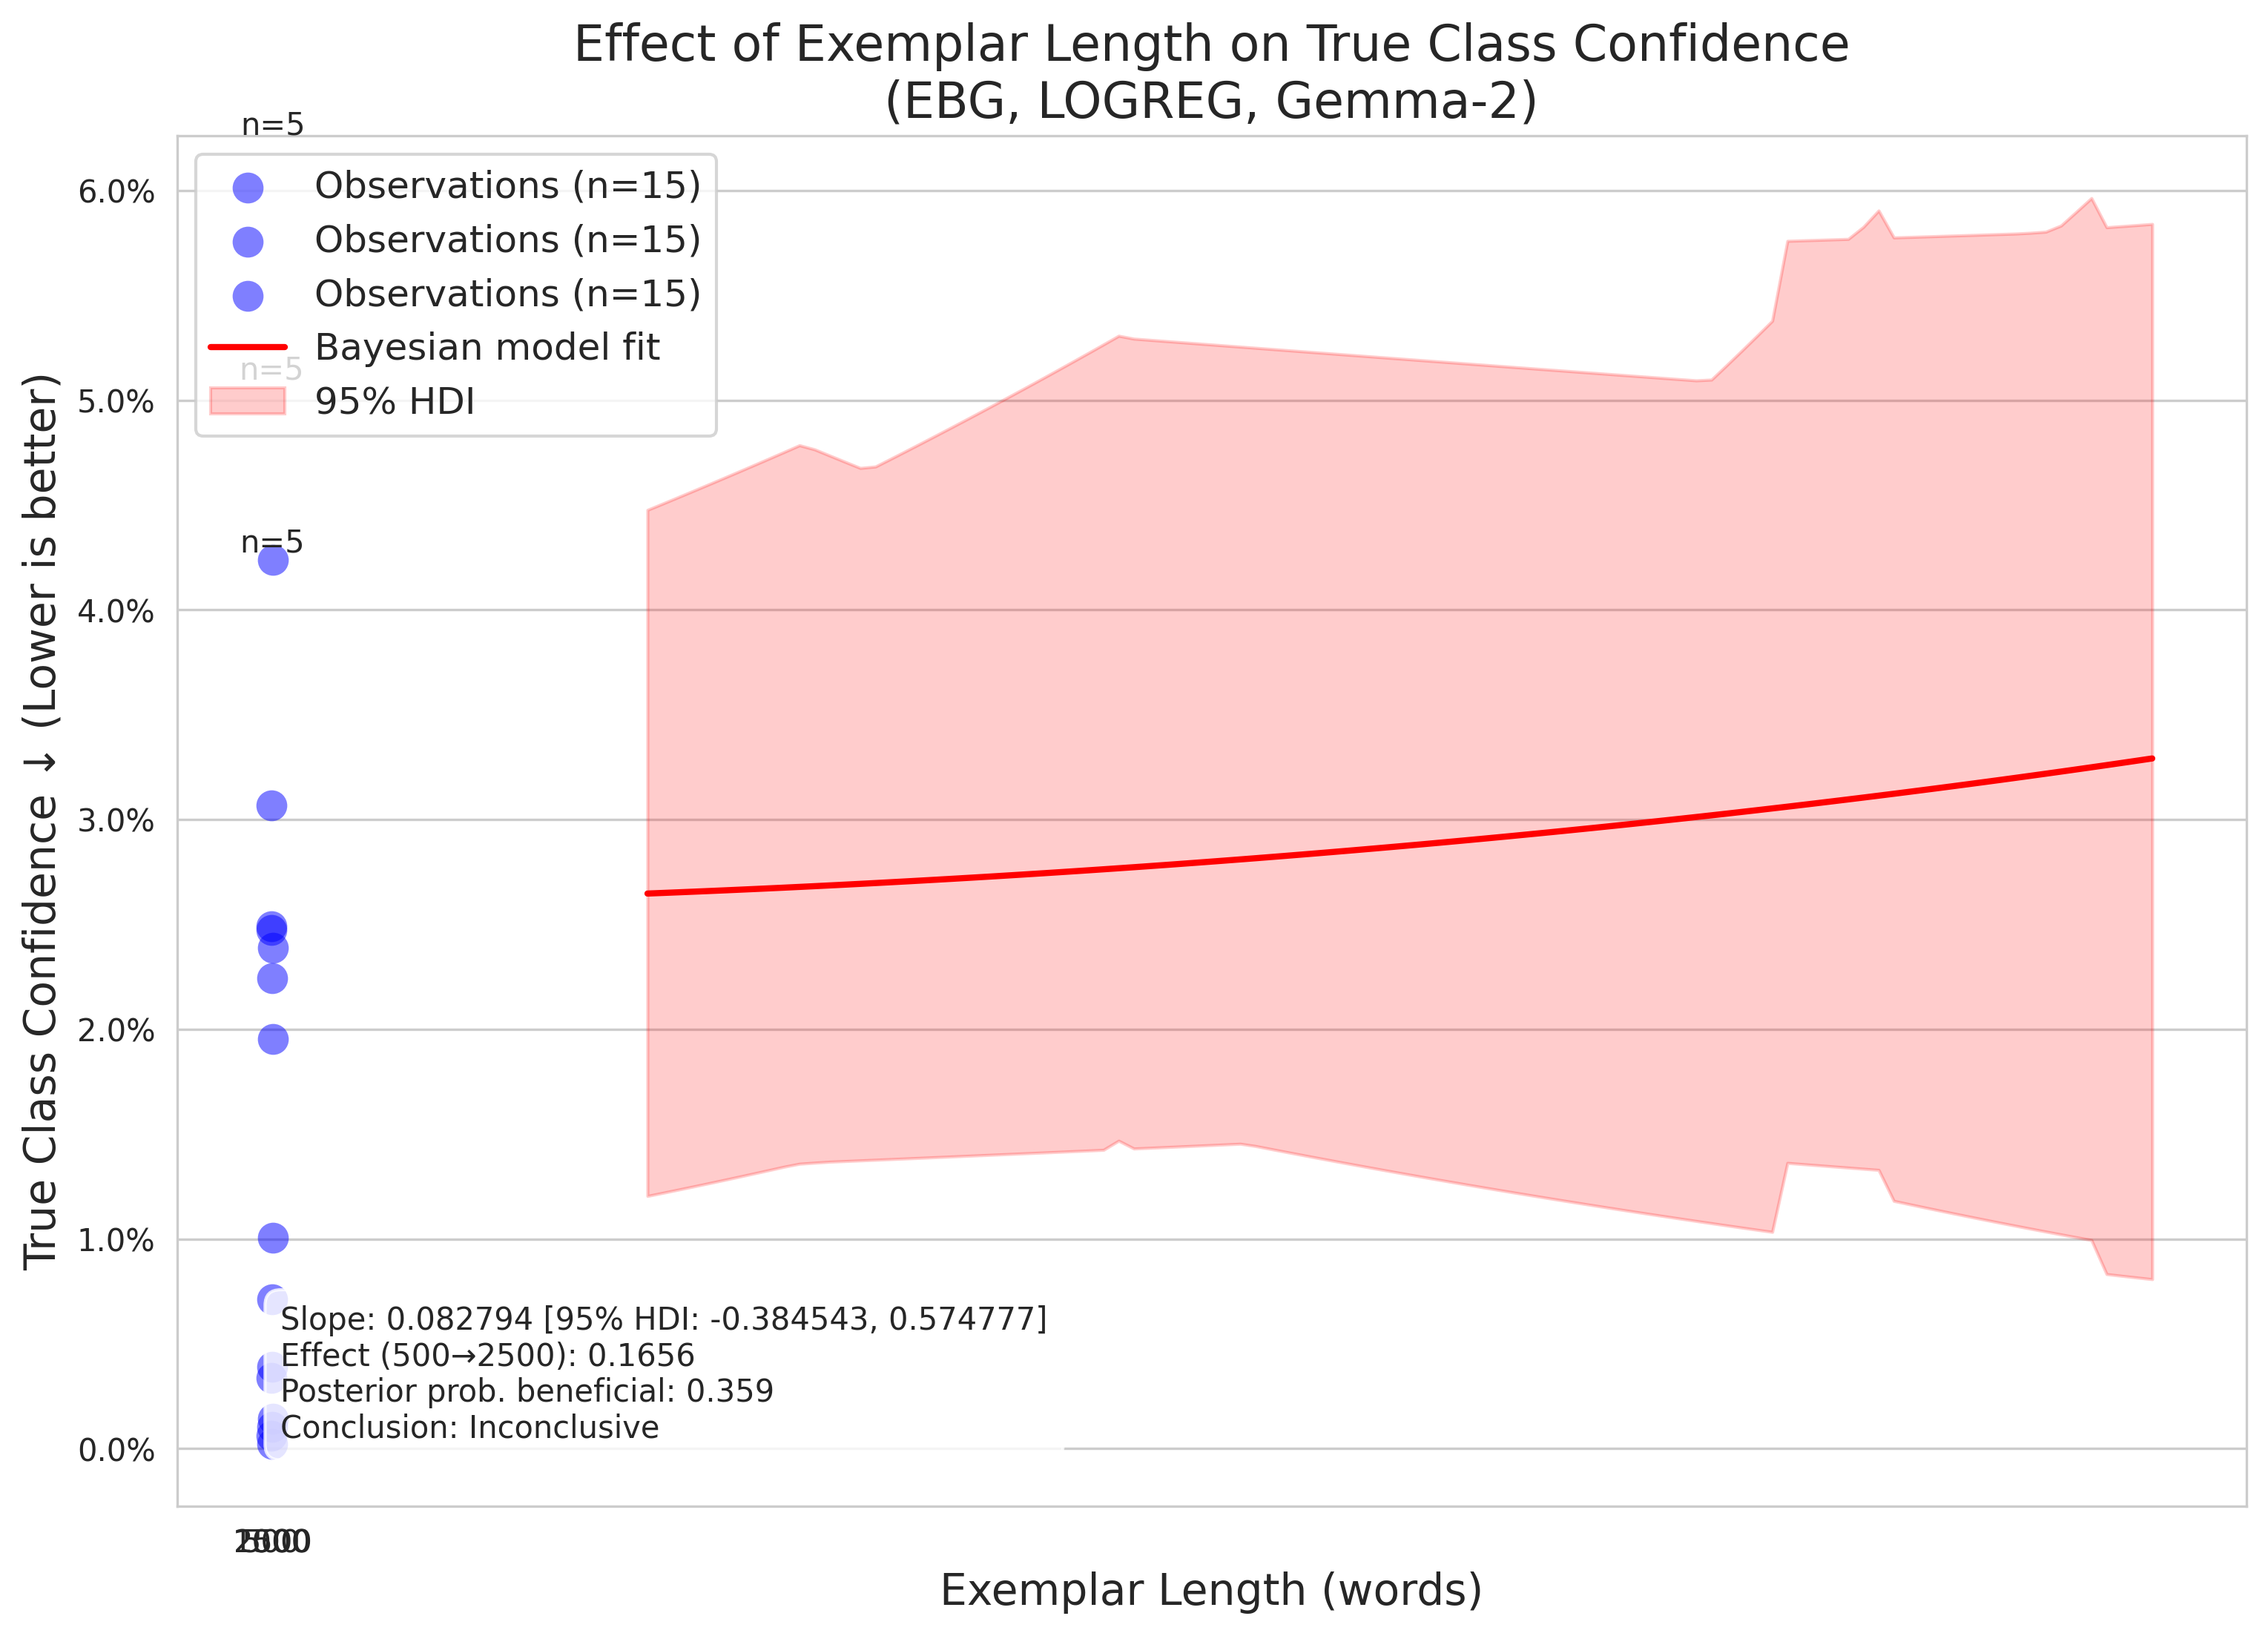 Effect of Exemplar Length on True Class Confidence
(EBG, LOGREG, Gemma-2)
n=5
Observations (n=15)
Observations (n=15)
Observations (n=15)
Bayesian model fit
n=5
95% HDI
n=5
6.0%
5.0%
4.0%
3.0%
2.0%
1.0%
0.0%
True Class Confidence ↓ (Lower is better)
Slope: 0.082794 [95% HDI: -0.384543, 0.574777]
Effect (500→2500): 0.1656
Posterior prob. beneficial: 0.359
Conclusion: Inconclusive
Exemplar Length (words)